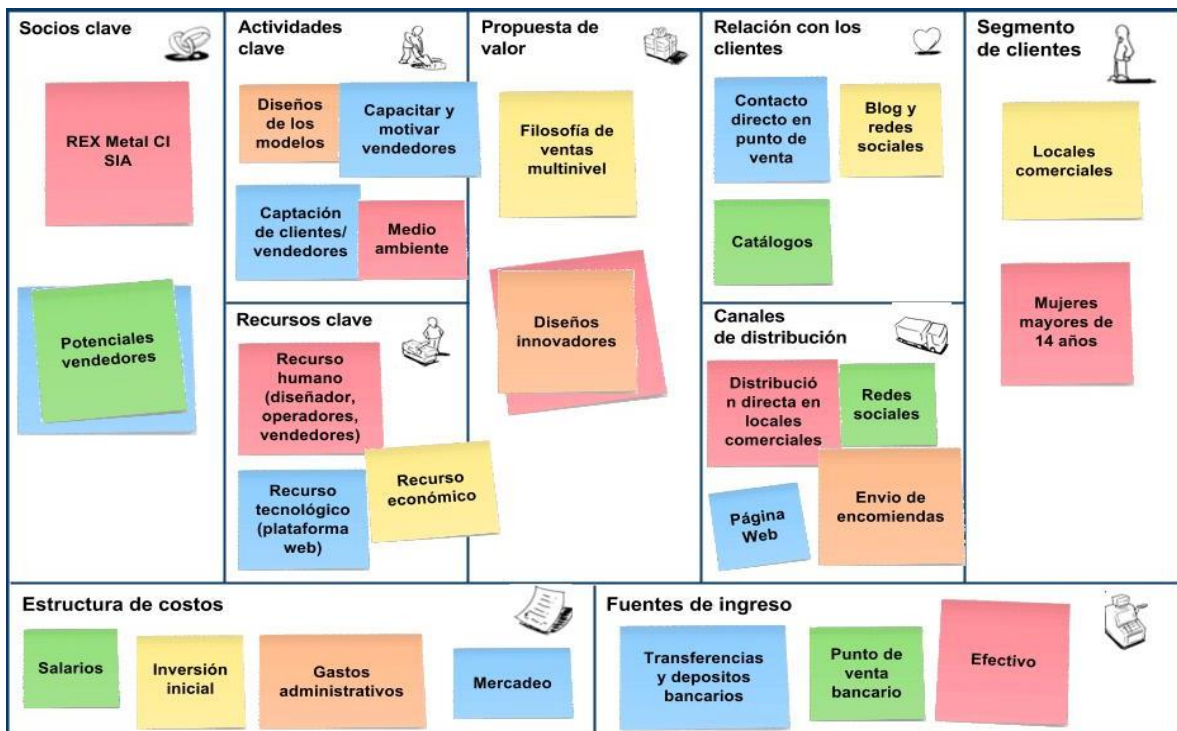 Socios clave
REX Metal CI
SIA
Potenciales
vendedores
Actividades
clave
Diseños
de los
modelos
Capacitar y
motivar
vendedores
Captación
de clientes/
vendedores
Medio
ambiente
Recursos clave
Recurso
humano
(diseñador,
operadores,
vendedores)
Recurso
económico
Recurso
tecnológico
(plataforma
web)
Propuesta de
valor
Filosofía de
ventas
multinivel
Diseños
innovadores
Relación con los
clientes
Contacto
directo en
punto de
venta
Blog y
redes
sociales
Catálogos
Canales
de distribución
Distribució
n directa en
locales
comerciales
Redes
sociales
Página
Web
Envio de
encomiendas
Segmento
de clientes
Locales
comerciales
Mujeres
mayores de
14 años
Estructura de costos
Salarios
Inversión
inicial
Gastos
administrativos
Mercadeo
Fuentes de ingreso
Transferencias
y depositos
bancarios
Punto de
venta
bancario
Efectivo